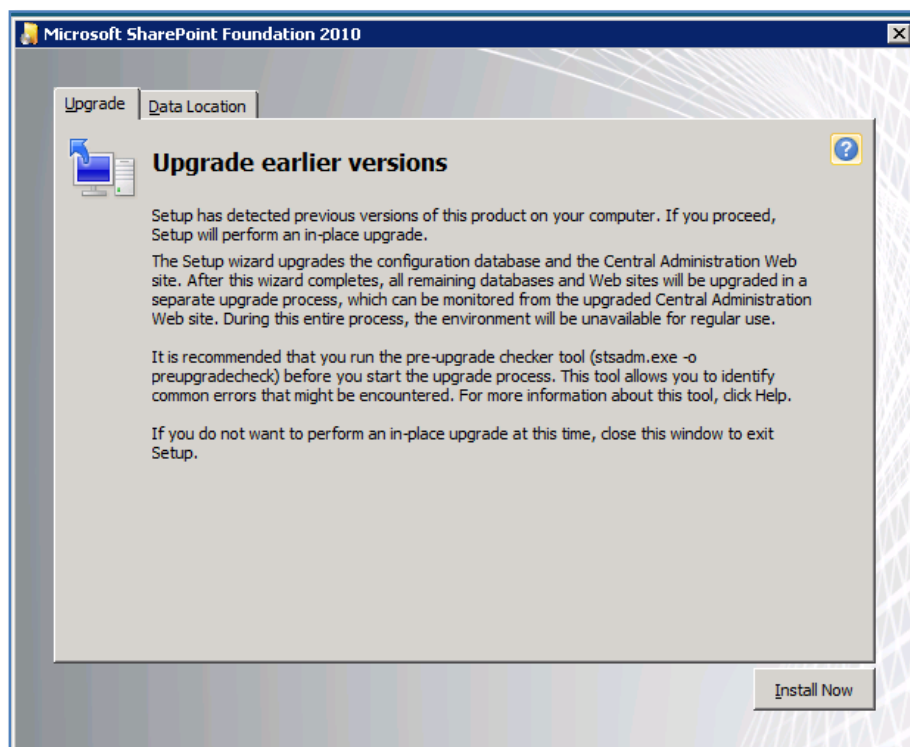 Microsoft SharePoint Foundation 2010
Upgrade
Data Location
Upgrade earlier versions
Setup has detected previous versions of this product on your computer. If you proceed,
Setup will perform an in-place upgrade.
The Setup wizard upgrades the configuration database and the Central Administration Web
site. After this wizard completes, all remaining databases and Web sites will be upgraded in a
separate upgrade process, which can be monitored from the upgraded Central Administration
Web site. During this entire process, the environment will be unavailable for regular use.
It is recommended that you run the pre-upgrade checker tool (stsadm.exe -o
preupgradecheck) before you start the upgrade process. This tool allows you to identify
common errors that might be encountered. For more information about this tool, click Help.
If you do not want to perform an in-place upgrade at this time, close this window to exit
Setup.
Install Now